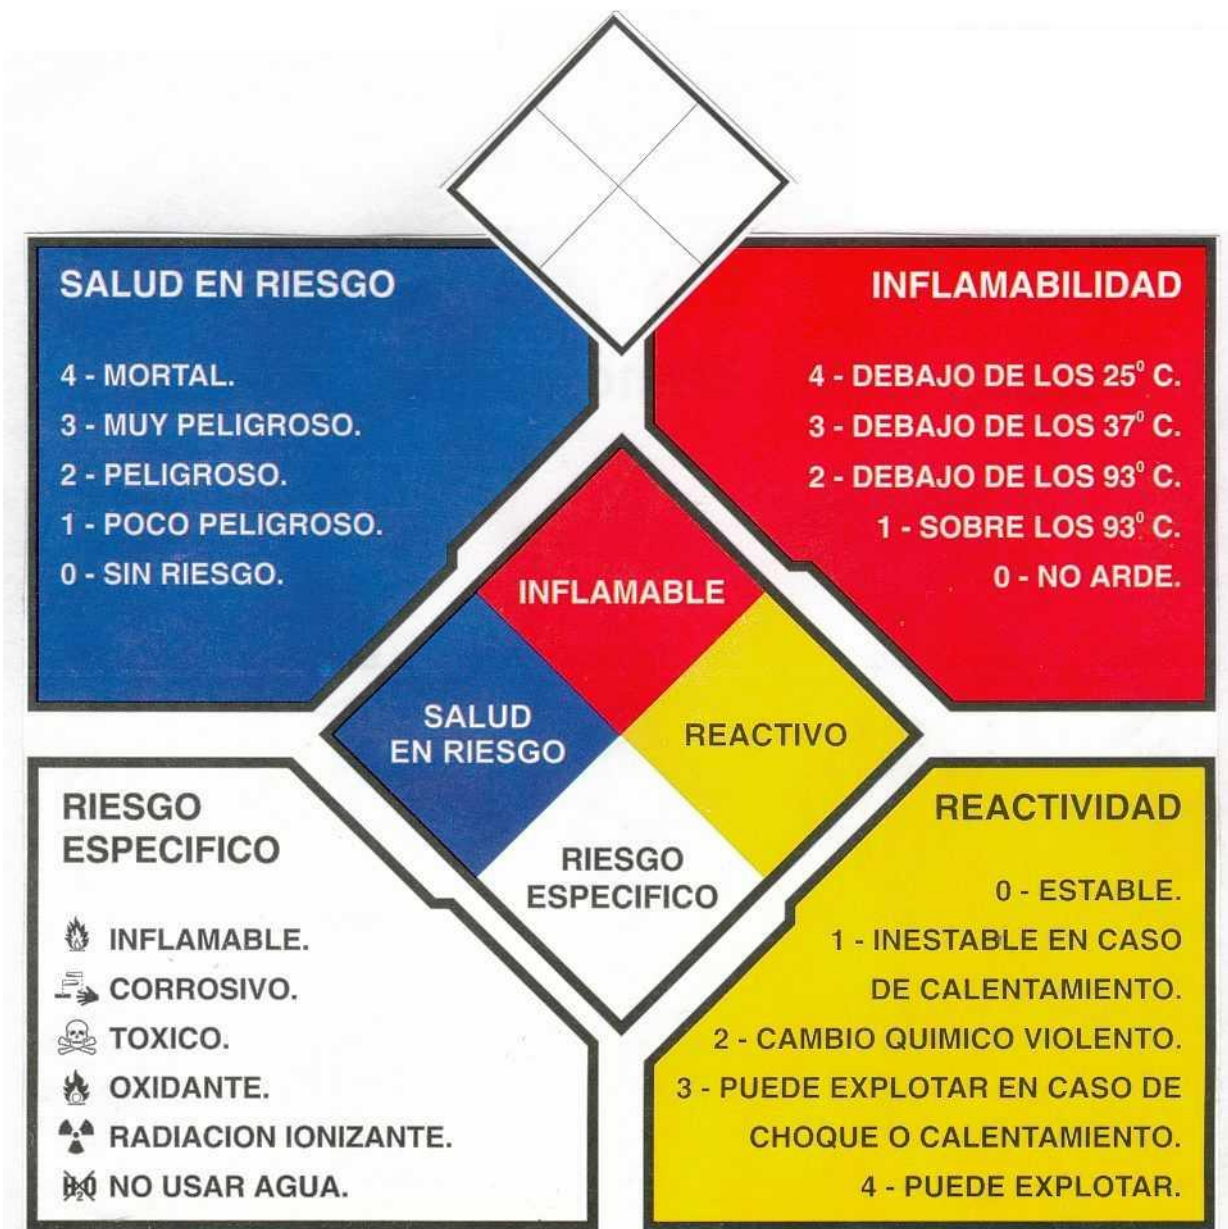 SALUD EN RIESGO
4 - MORTAL.
3 - MUY PELIGROSO.
2 - PELIGROSO.
1 - POCO PELIGROSO.
0 - SIN RIESGO.
INFLAMABILIDAD
4 - DEBAJO DE LOS 25° C.
3 - DEBAJO DE LOS 37° C.
2 - DEBAJO DE LOS 93° C.
1 - SOBRE LOS 93° C.
0 - NO ARDE.
INFLAMABLE
SALUD
EN RIESGO
REACTIVO
RIESGO
ESPECIFICO
RIESGO
ESPECIFICO
INFLAMABLE.
CORROSIVO.
TOXICO.
OXIDANTE.
RADIACION IONIZANTE.
H₂O NO USAR AGUA.
REACTIVIDAD
0 - ESTABLE.
1 - INESTABLE EN CASO
DE CALENTAMIENTO.
2 - CAMBIO QUIMICO VIOLENTO.
3 - PUEDE EXPLOTAR EN CASO DE
CHOQUE O CALENTAMIENTO.
4 - PUEDE EXPLOTAR.